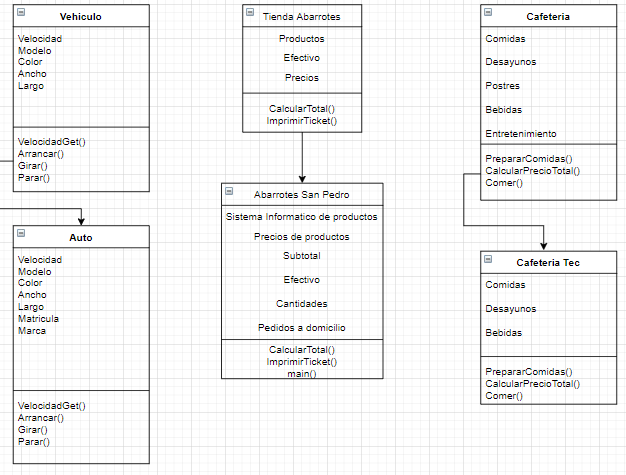 Vehiculo
Velocidad
Modelo
Color
Ancho
Largo
VelocidadGet()
Arrancar()
Girar()
Parar()
Auto
Velocidad
Modelo
Color
Ancho
Largo
Matricula
Marca
VelocidadGet()
Arrancar()
Girar()
Parar()
Tienda Abarrotes
Productos
Efectivo
Precios
CalcularTotal()
ImprimirTicket()
Abarrotes San Pedro
Sistema Informatico de productos
Precios de productos
Subtotal
Efectivo
Cantidades
Pedidos a domicilio
CalcularTotal()
ImprimirTicket()
main()
Cafeteria
Comidas
Desayunos
Postres
Bebidas
Entretenimiento
PrepararComidas()
CalcularPrecioTotal()
Comer()
Cafeteria Tec
Comidas
Desayunos
Bebidas
PrepararComidas()
CalcularPrecioTotal()
Comer()